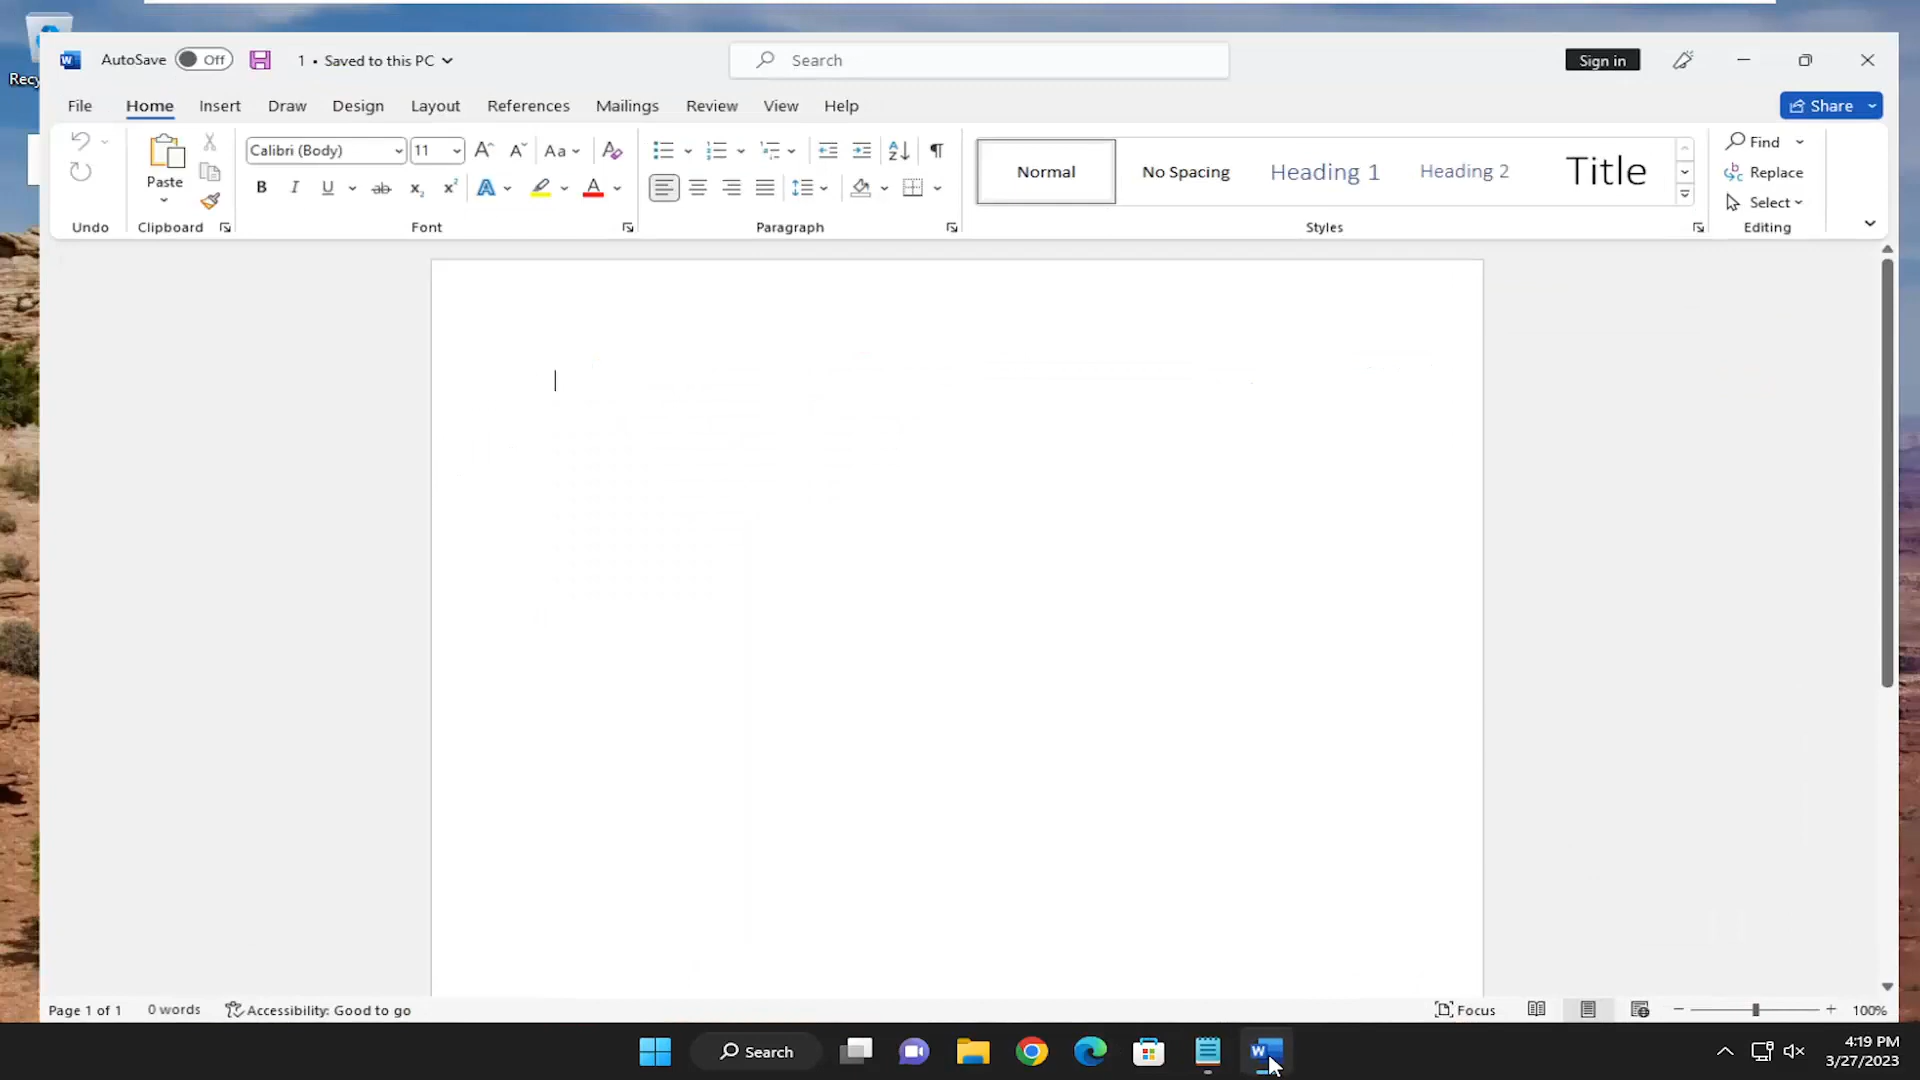 Recy
W AutoSave Off 1 • Saved to this PC Search Sign in
File Home Insert Draw Design Layout References Mailings Review View Help Share
Paste
Calibri (Body) 11 Aa
B I U ab x₂ x² A A
Normal No Spacing Heading 1 Heading 2 Title
Find
Replace
Select
Undo Clipboard Font Paragraph Styles Editing
Page 1 of 1 0 words Accessibility: Good to go Focus 100%
Search W 4:19 PM
3/27/2023